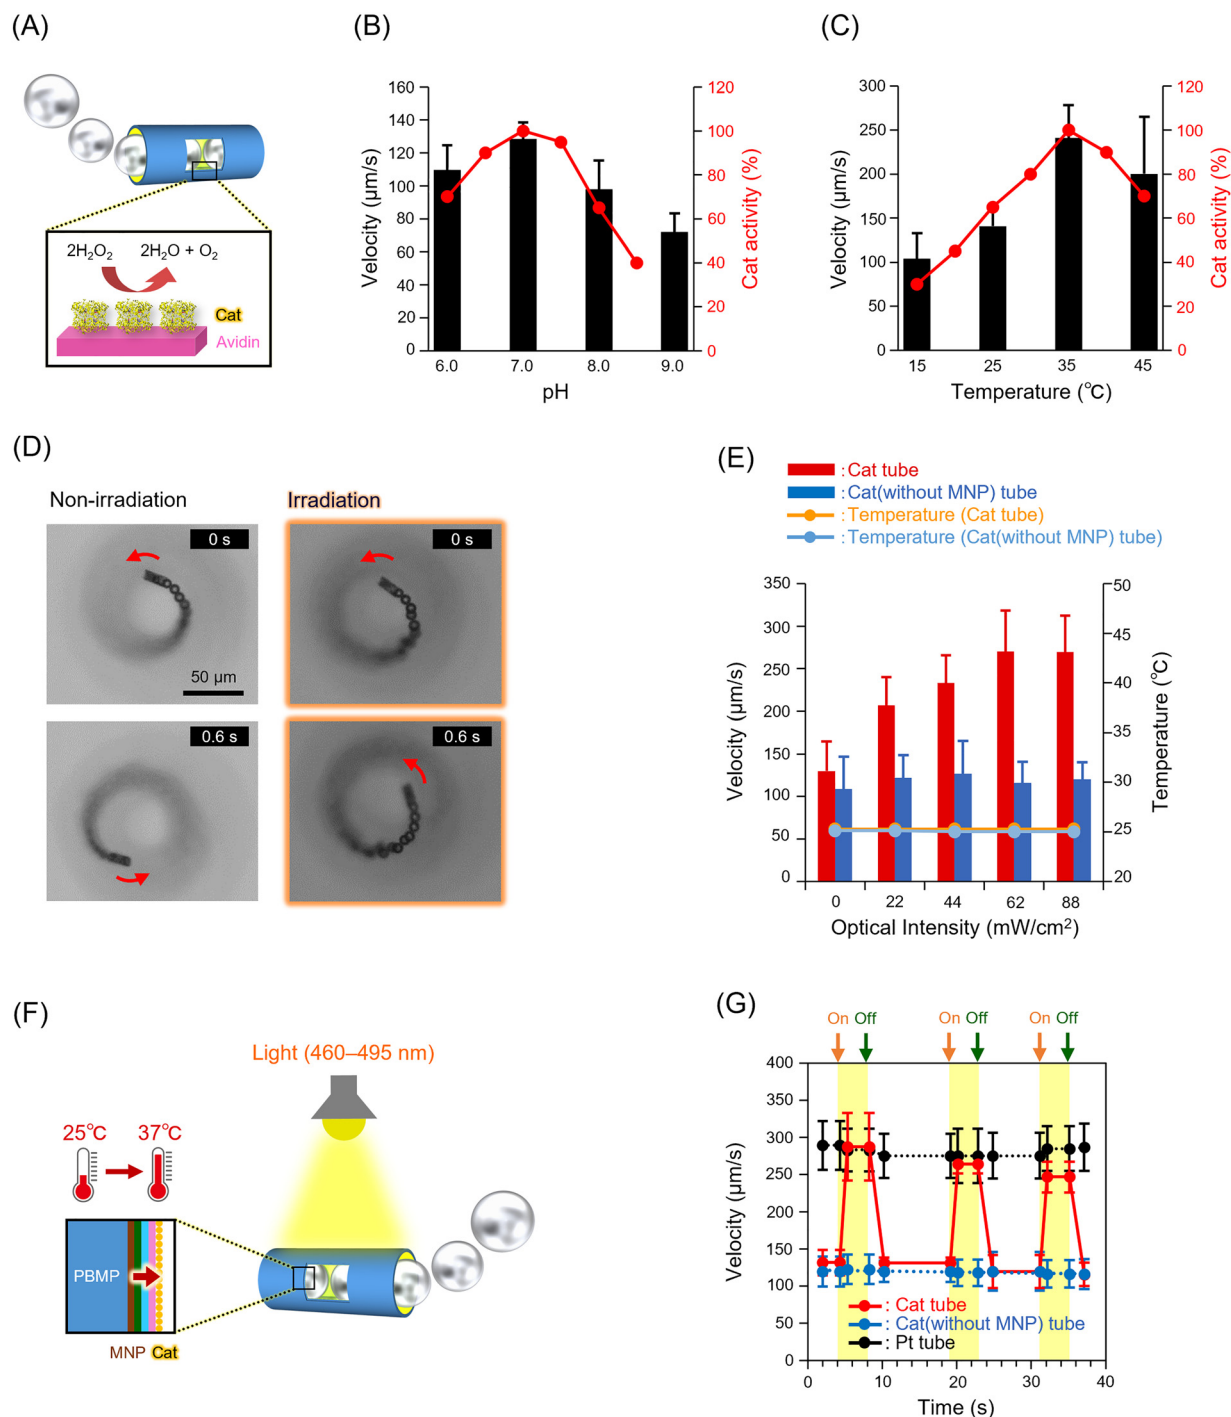 (A)
2H₂O₂
2H₂O + O₂
Cat
Avidin
(B)
160
140
120
100
80
60
40
20
0
Velocity (μm/s)
6.0 7.0 8.0 9.0
pH
120
100
80
60
40
20
0
Cat activity (%)
(C)
300
250
200
150
100
50
0
Velocity (μm/s)
15 25 35 45
Temperature (℃)
120
100
80
60
40
20
0
Cat activity (%)
(D)
Non-irradiation
Irradiation
0 s
0 s
50 μm
0.6 s
0.6 s
(E)
: Cat tube
: Cat(without MNP) tube
: Temperature (Cat tube)
: Temperature (Cat(without MNP) tube)
350
300
250
200
150
100
50
0
Velocity (μm/s)
0 22 44 62 88
Optical Intensity (mW/cm²)
50
45
40
35
30
25
20
Temperature (℃)
(F)
Light (460–495 nm)
25℃ 37℃
PBMP
MNP Cat
(G)
On Off On Off On Off
400
350
300
250
200
150
100
50
0
Velocity (μm/s)
: Cat tube
: Cat(without MNP) tube
: Pt tube
0 10 20 30 40
Time (s)